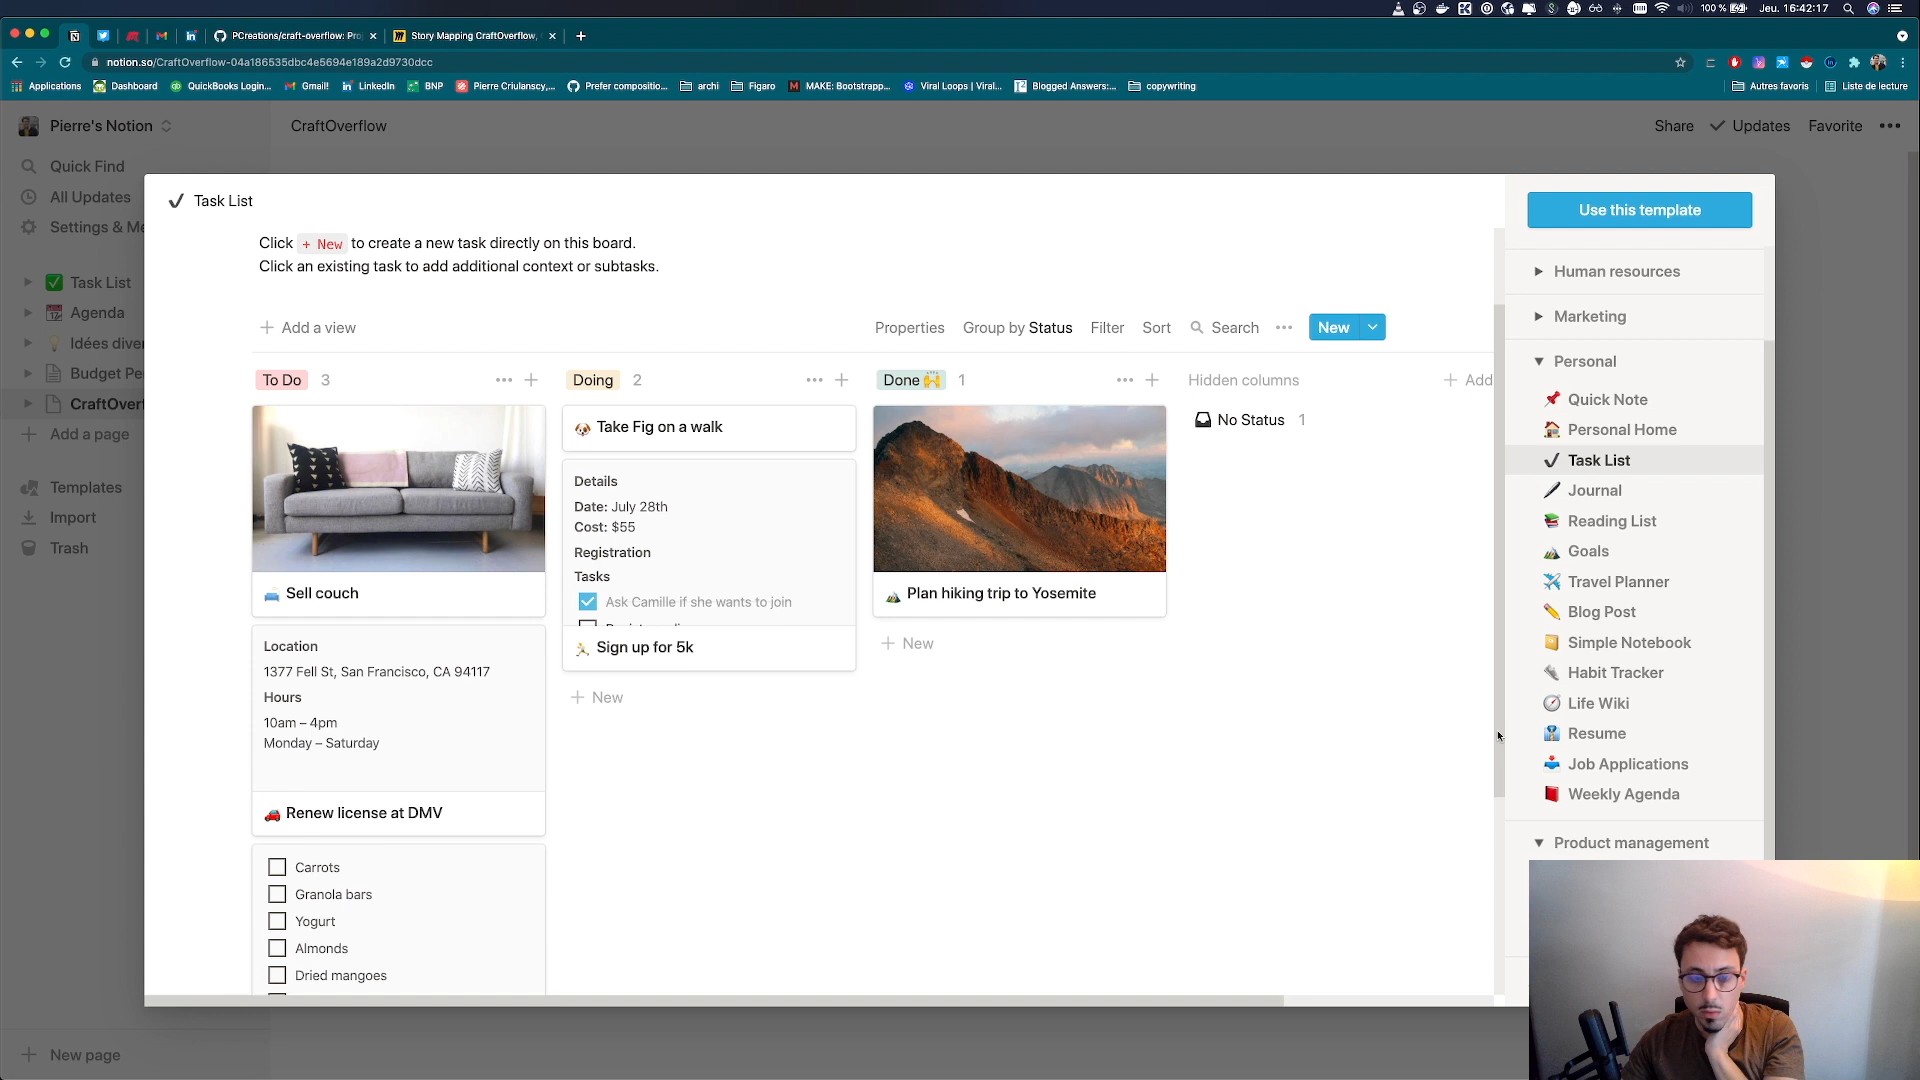 100 %
Jeu. 16:42:17
PCreations/craft-overflow: Pro
Story Mapping CraftOverflow,
notion.so/CraftOverflow-04a186535dbc4e5694e189a2d9730dcc
Applications
Dashboard
QuickBooks Login...
Gmail!
LinkedIn
BNP
Pierre Criulanscy,...
Prefer compositio...
archi
Figaro
MAKE: Bootstrapp...
Viral Loops | Viral...
Blogged Answers:...
copywriting
Autres favoris
Liste de lecture
Pierre's Notion
CraftOverflow
Share
Updates
Favorite
Quick Find
All Updates
Settings & Me
Task List
Agenda
Idées diver
Budget Pe
CraftOverf
Add a page
Templates
Import
Trash
New page
Task List
Click + New to create a new task directly on this board.
Click an existing task to add additional context or subtasks.
Add a view
Properties
Group by Status
Filter
Sort
Search
New
To Do 3
Sell couch
Location
1377 Fell St, San Francisco, CA 94117
Hours
10am – 4pm
Monday – Saturday
Renew license at DMV
Carrots
Granola bars
Yogurt
Almonds
Dried mangoes
Doing 2
Take Fig on a walk
Details
Date: July 28th
Cost: $55
Registration
Tasks
Ask Camille if she wants to join
Sign up for 5k
New
Done 1
Plan hiking trip to Yosemite
New
Hidden columns
No Status 1
Add
Use this template
Human resources
Marketing
Personal
Quick Note
Personal Home
Task List
Journal
Reading List
Goals
Travel Planner
Blog Post
Simple Notebook
Habit Tracker
Life Wiki
Resume
Job Applications
Weekly Agenda
Product management